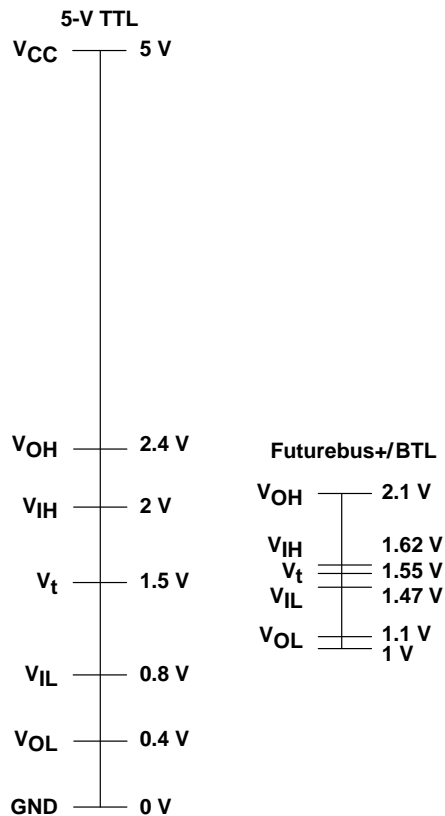 5-V TTL
VCC 5 V
VOH 2.4 V
VIH 2 V
Vt 1.5 V
VIL 0.8 V
VOL 0.4 V
GND 0 V
Futurebus+/BTL
VOH 2.1 V
VIH 1.62 V
Vt 1.55 V
VIL 1.47 V
VOL 1.1 V
1 V